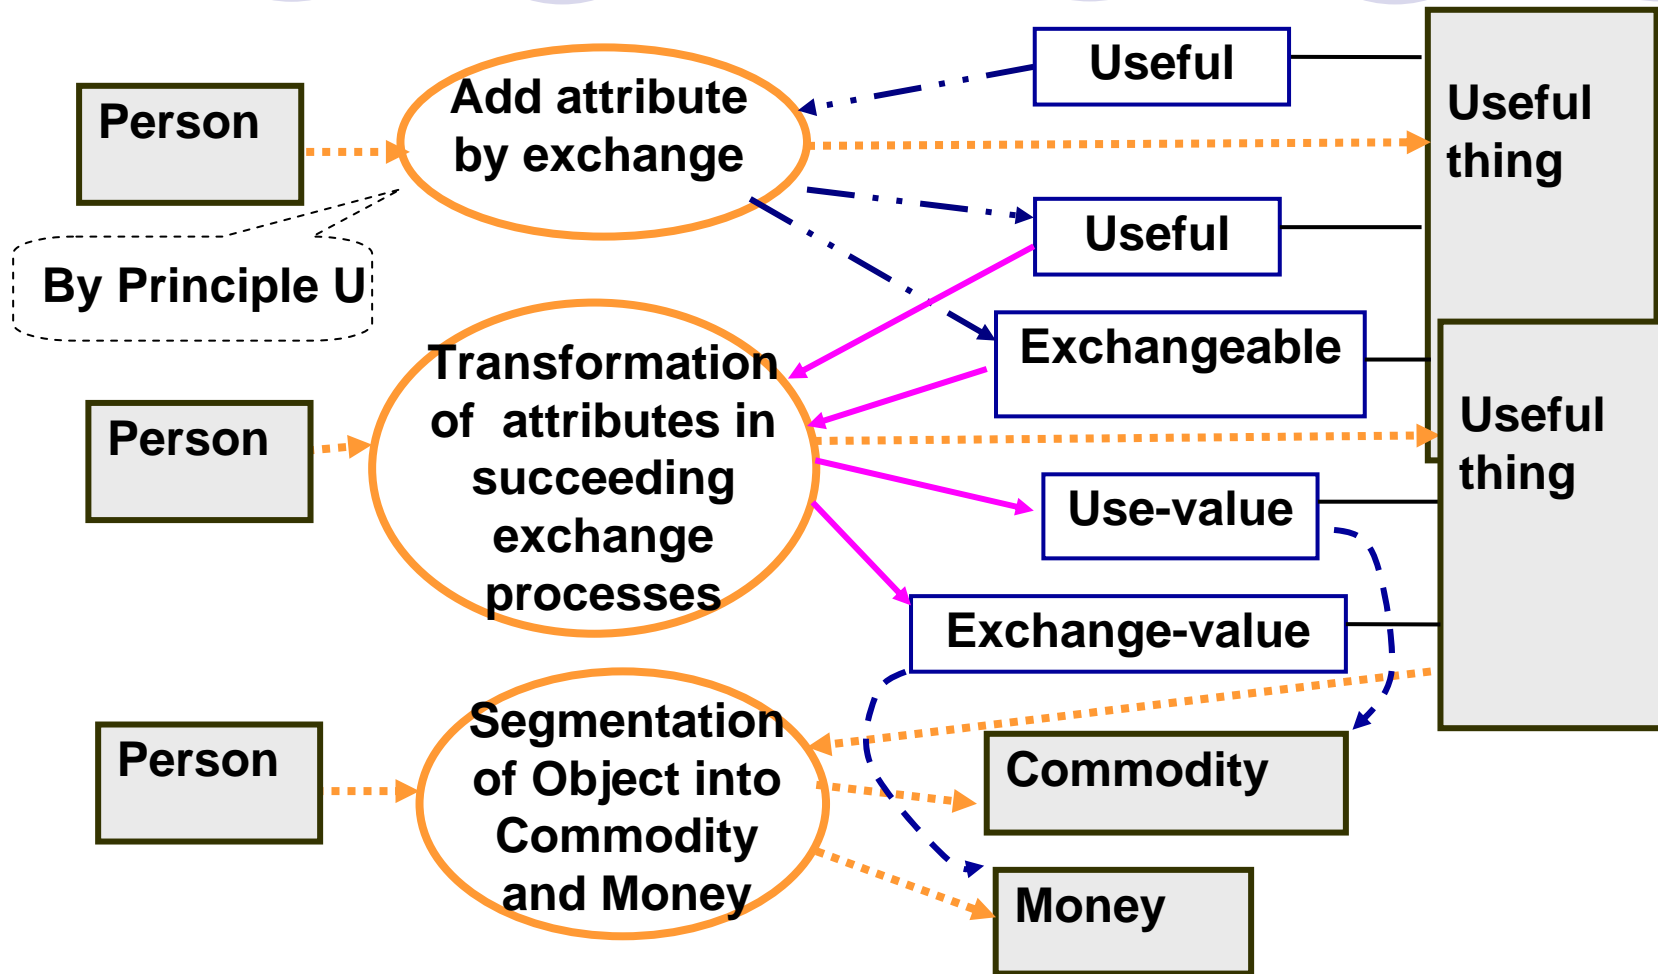 Person
Add attribute
by exchange
Useful
Useful
thing
Useful
By Principle U
Exchangeable
Person
Transformation
of attributes in
succeeding
exchange
processes
Useful
thing
Use-value
Exchange-value
Person
Segmentation
of Object into
Commodity
and Money
Commodity
Money